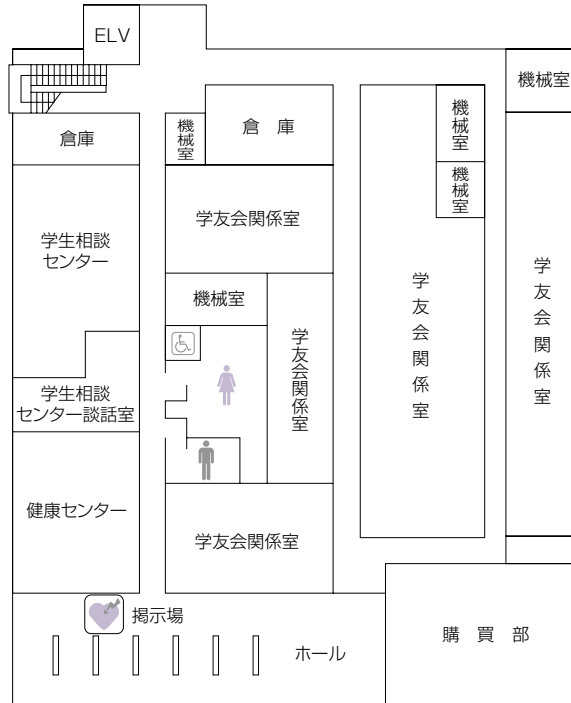 ELV
機械室
倉庫
機械室
倉 庫
機械室
機械室
学生相談
センター
学友会関係室
機械室
学友会関係室
学友会関係室
学友会関係室
学生相談
センター談話室
健康センター
学友会関係室
掲示場
ホール
購 買 部